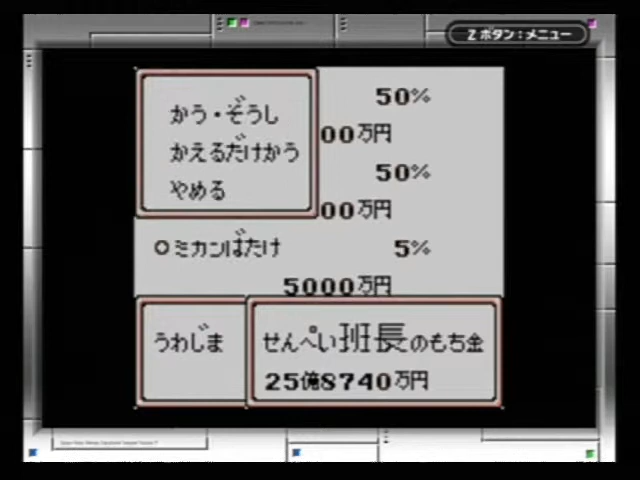 Zボタン:メニュー
かう・ぞうし
かえるだけかう
やめる
50%
00万円
50%
00万円
ミカンばたけ 5%
5000万円
うわじま
せんぺい班長のもち金
25億8740万円